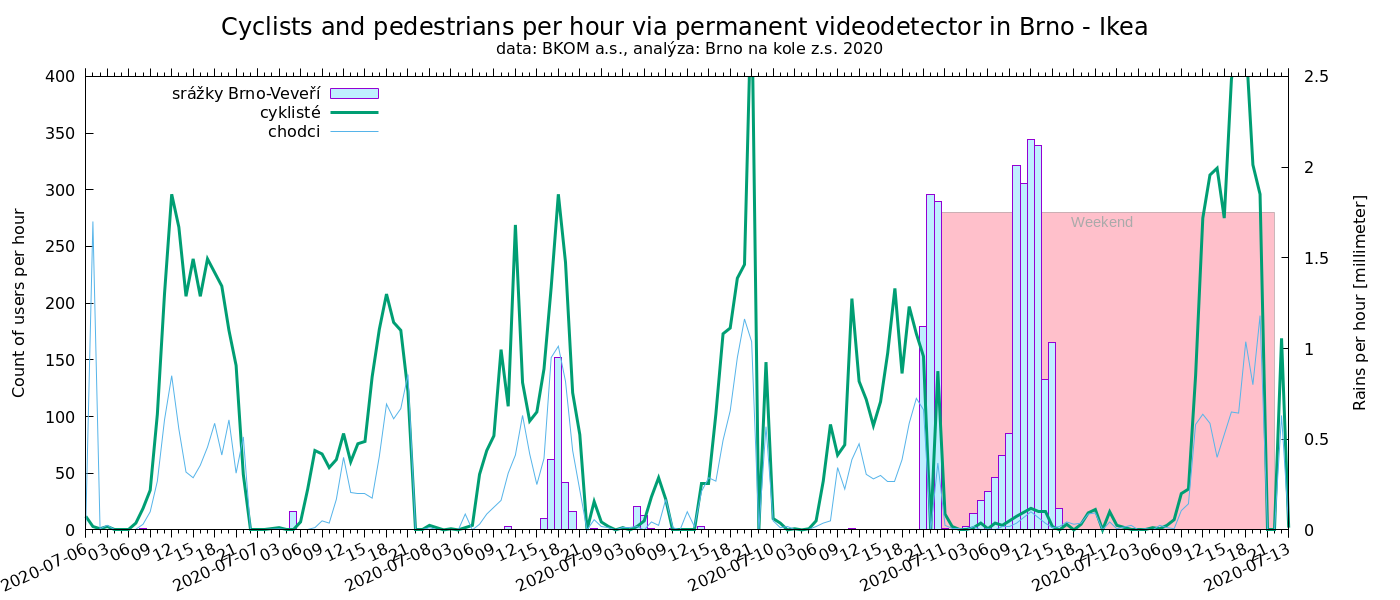 Cyclists and pedestrians per hour via permanent videodetector in Brno - Ikea
data: BKOM a.s., analýza: Brno na kole z.s. 2020
srážky Brno-Veveří
cyklisté
chodci
Weekend
Count of users per hour
400
350
300
250
200
150
100
50
0
Rains per hour [millimeter]
2.5
2
1.5
1
0.5
0
2020-07-06 03 06 09 12 15 18 21 2020-07-07 03 06 09 12 15 18 21 2020-07-08 03 06 09 12 15 18 21 2020-07-09 03 06 09 12 15 18 21 2020-07-10 03 06 09 12 15 18 21 2020-07-11 03 06 09 12 15 18 21 2020-07-12 03 06 09 12 15 18 21 2020-07-13